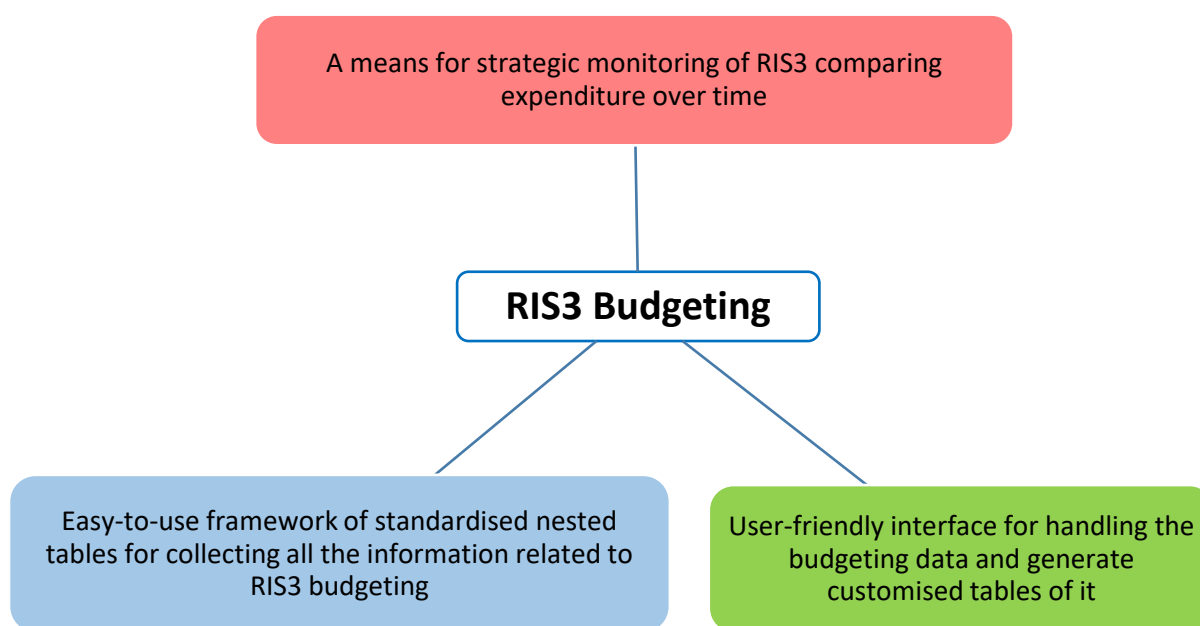 A means for strategic monitoring of RIS3 comparing
expenditure over time
RIS3 Budgeting
Easy-to-use framework of standardised nested
tables for collecting all the information related to
RIS3 budgeting
User-friendly interface for handling the
budgeting data and generate
customised tables of it